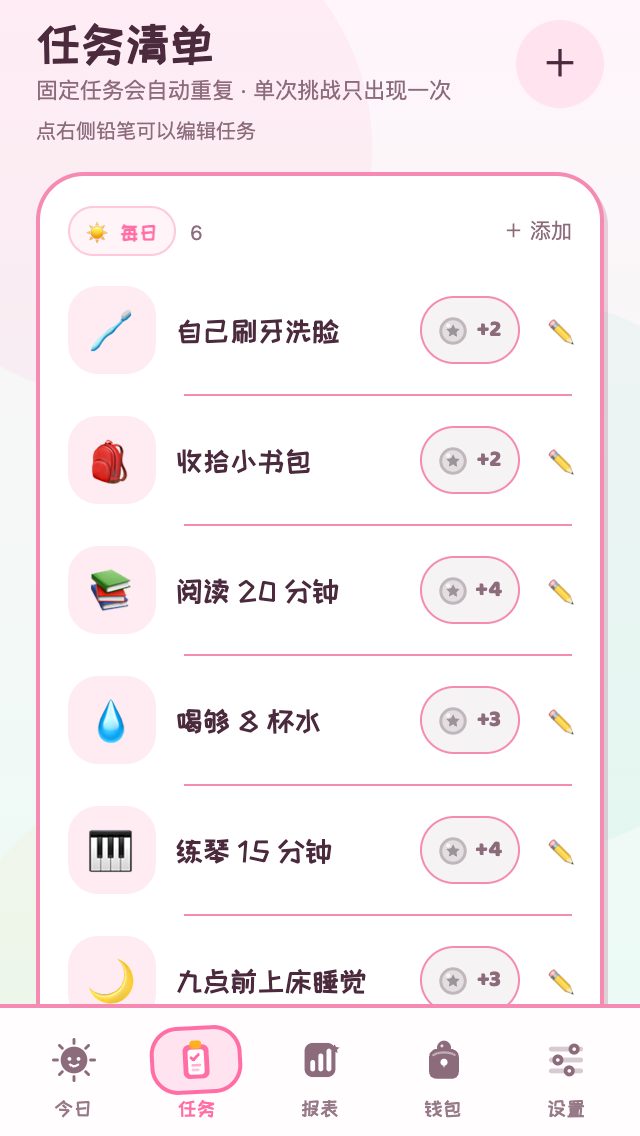 任务清单
固定任务会自动重复 · 单次挑战只出现一次
点右侧铅笔可以编辑任务
每日 6 + 添加
自己刷牙洗脸 +2
收拾小书包 +2
阅读 20 分钟 +4
喝够 8 杯水 +3
练琴 15 分钟 +4
九点前上床睡觉 +3
今日 任务 报表 钱包 设置